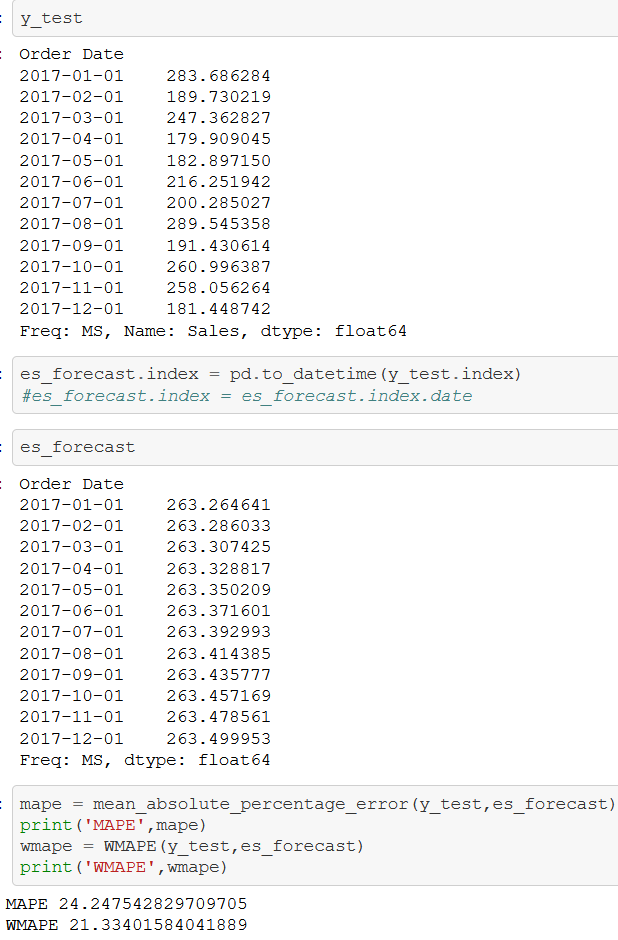 y_test
Order Date
2017-01-01    283.686284
2017-02-01    189.730219
2017-03-01    247.362827
2017-04-01    179.909045
2017-05-01    182.897150
2017-06-01    216.251942
2017-07-01    200.285027
2017-08-01    289.545358
2017-09-01    191.430614
2017-10-01    260.996387
2017-11-01    258.056264
2017-12-01    181.448742
Freq: MS, Name: Sales, dtype: float64
es_forecast.index = pd.to_datetime(y_test.index)
#es_forecast.index = es_forecast.index.date
es_forecast
Order Date
2017-01-01    263.264641
2017-02-01    263.286033
2017-03-01    263.307425
2017-04-01    263.328817
2017-05-01    263.350209
2017-06-01    263.371601
2017-07-01    263.392993
2017-08-01    263.414385
2017-09-01    263.435777
2017-10-01    263.457169
2017-11-01    263.478561
2017-12-01    263.499953
Freq: MS, dtype: float64
mape = mean_absolute_percentage_error(y_test,es_forecast)
print('MAPE',mape)
wmape = WMAPE(y_test,es_forecast)
print('WMAPE',wmape)
MAPE 24.247542829709705
WMAPE 21.33401584041889